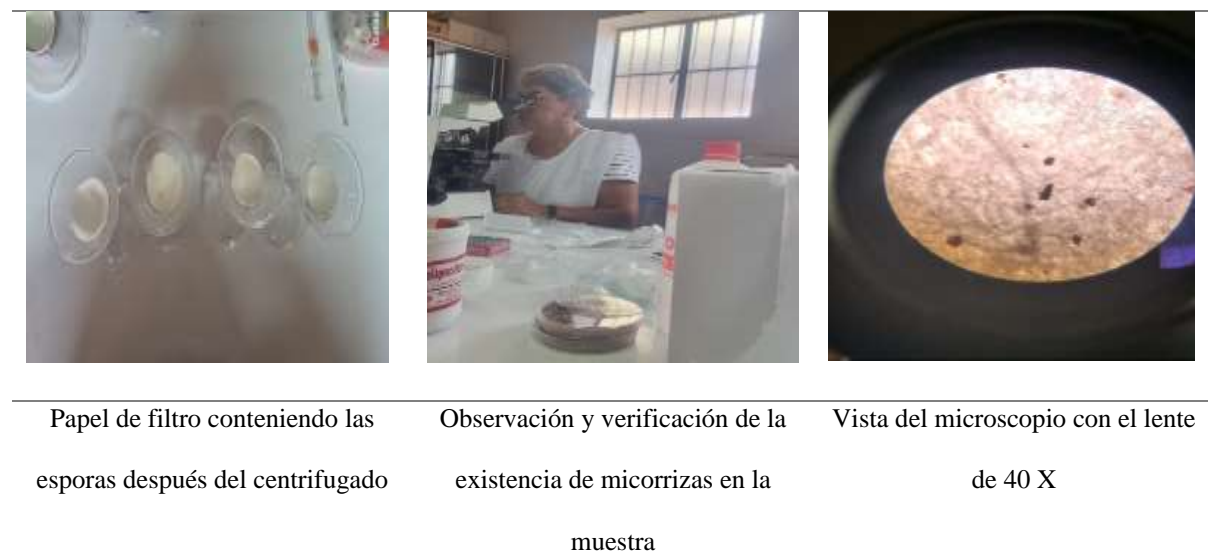 Papel de filtro conteniendo las
esporas después del centrifugado
Observación y verificación de la
existencia de micorrizas en la
muestra
Vista del microscopio con el lente
de 40 X